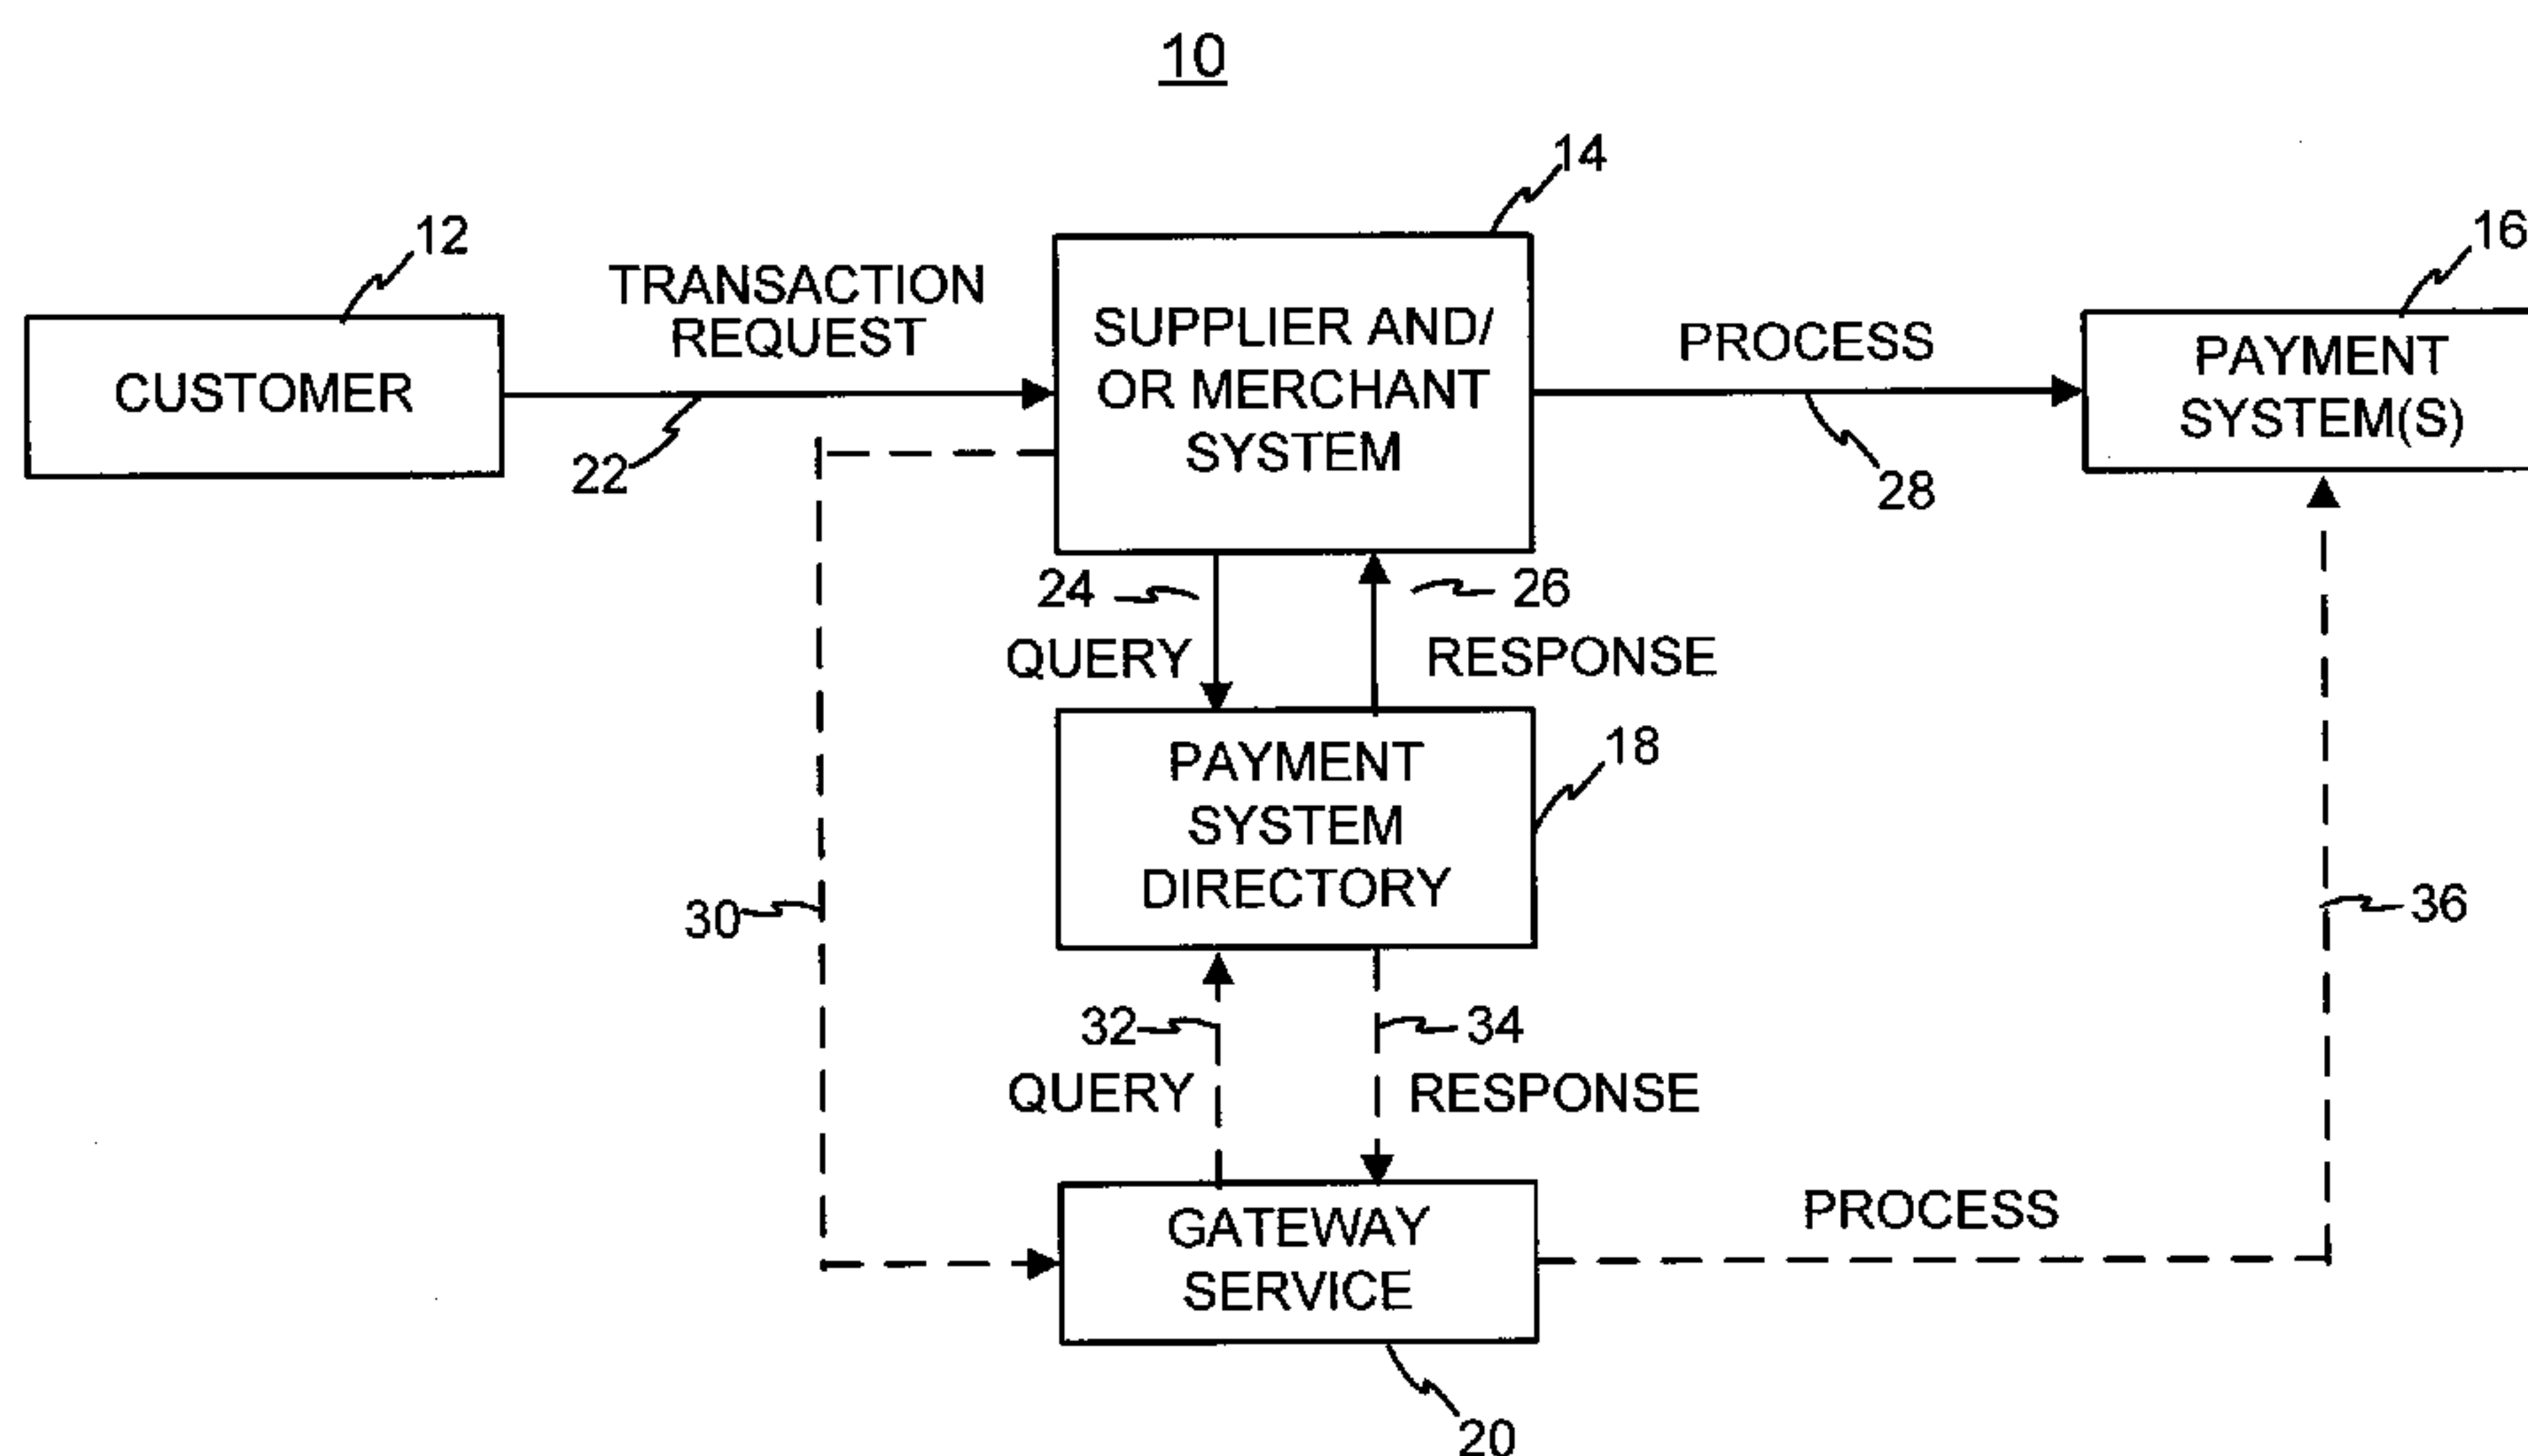 10
14
12
16
TRANSACTION
REQUEST
SUPPLIER AND/
OR MERCHANT
SYSTEM
PROCESS
PAYMENT
SYSTEM(S)
CUSTOMER
22
28
24
26
QUERY
RESPONSE
PAYMENT
SYSTEM
DIRECTORY
18
30
36
32
34
QUERY
RESPONSE
GATEWAY
SERVICE
PROCESS
20